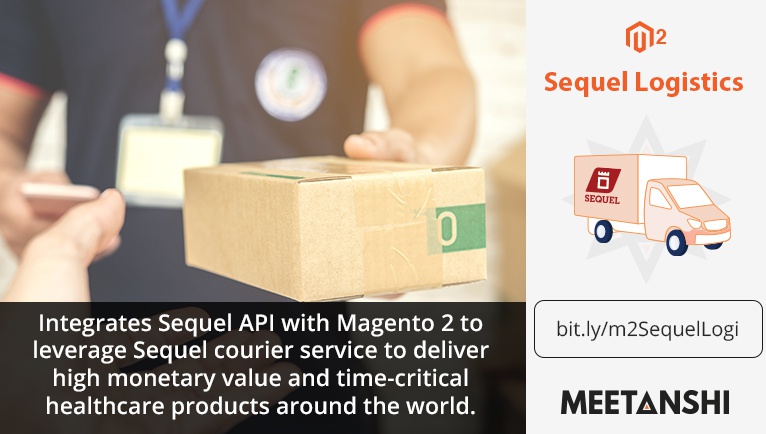 2
Sequel Logistics
SEQUEL
O
Integrates Sequel API with Magento 2 to
leverage Sequel courier service to deliver
high monetary value and time-critical
healthcare products around the world.
bit.ly/m2SequelLogi
MEETANSHI